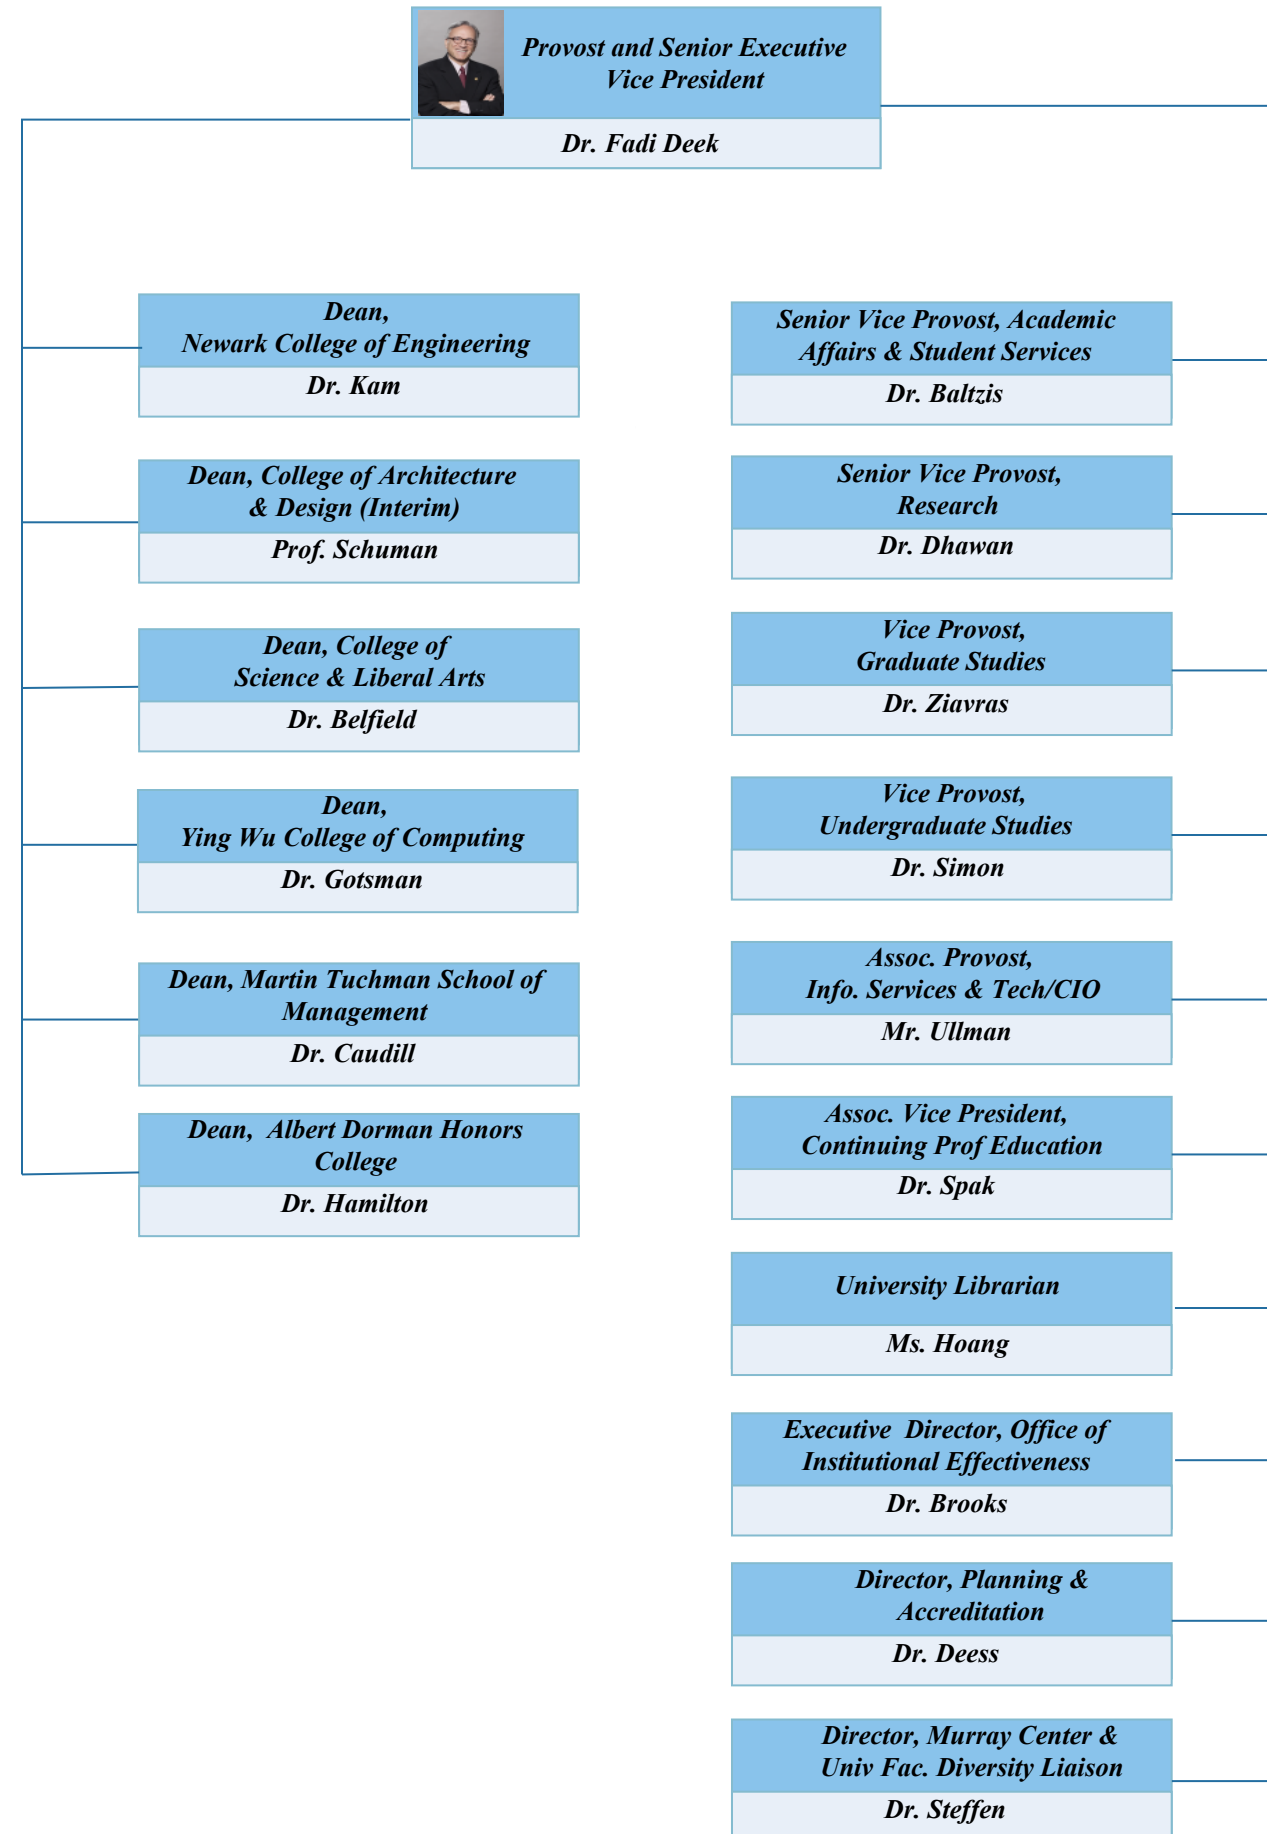 Provost and Senior Executive
Vice President
Dr. Fadi Deek
Dean,
Newark College of Engineering
Dr. Kam
Dean, College of Architecture
& Design (Interim)
Prof. Schuman
Dean, College of
Science & Liberal Arts
Dr. Belfield
Dean,
Ying Wu College of Computing
Dr. Gotsman
Dean, Martin Tuchman School of
Management
Dr. Caudill
Dean, Albert Dorman Honors
College
Dr. Hamilton
Senior Vice Provost, Academic
Affairs & Student Services
Dr. Baltzis
Senior Vice Provost,
Research
Dr. Dhawan
Vice Provost,
Graduate Studies
Dr. Ziavras
Vice Provost,
Undergraduate Studies
Dr. Simon
Assoc. Provost,
Info. Services & Tech/CIO
Mr. Ullman
Assoc. Vice President,
Continuing Prof Education
Dr. Spak
University Librarian
Ms. Hoang
Executive Director, Office of
Institutional Effectiveness
Dr. Brooks
Director, Planning &
Accreditation
Dr. Deess
Director, Murray Center &
Univ Fac. Diversity Liaison
Dr. Steffen